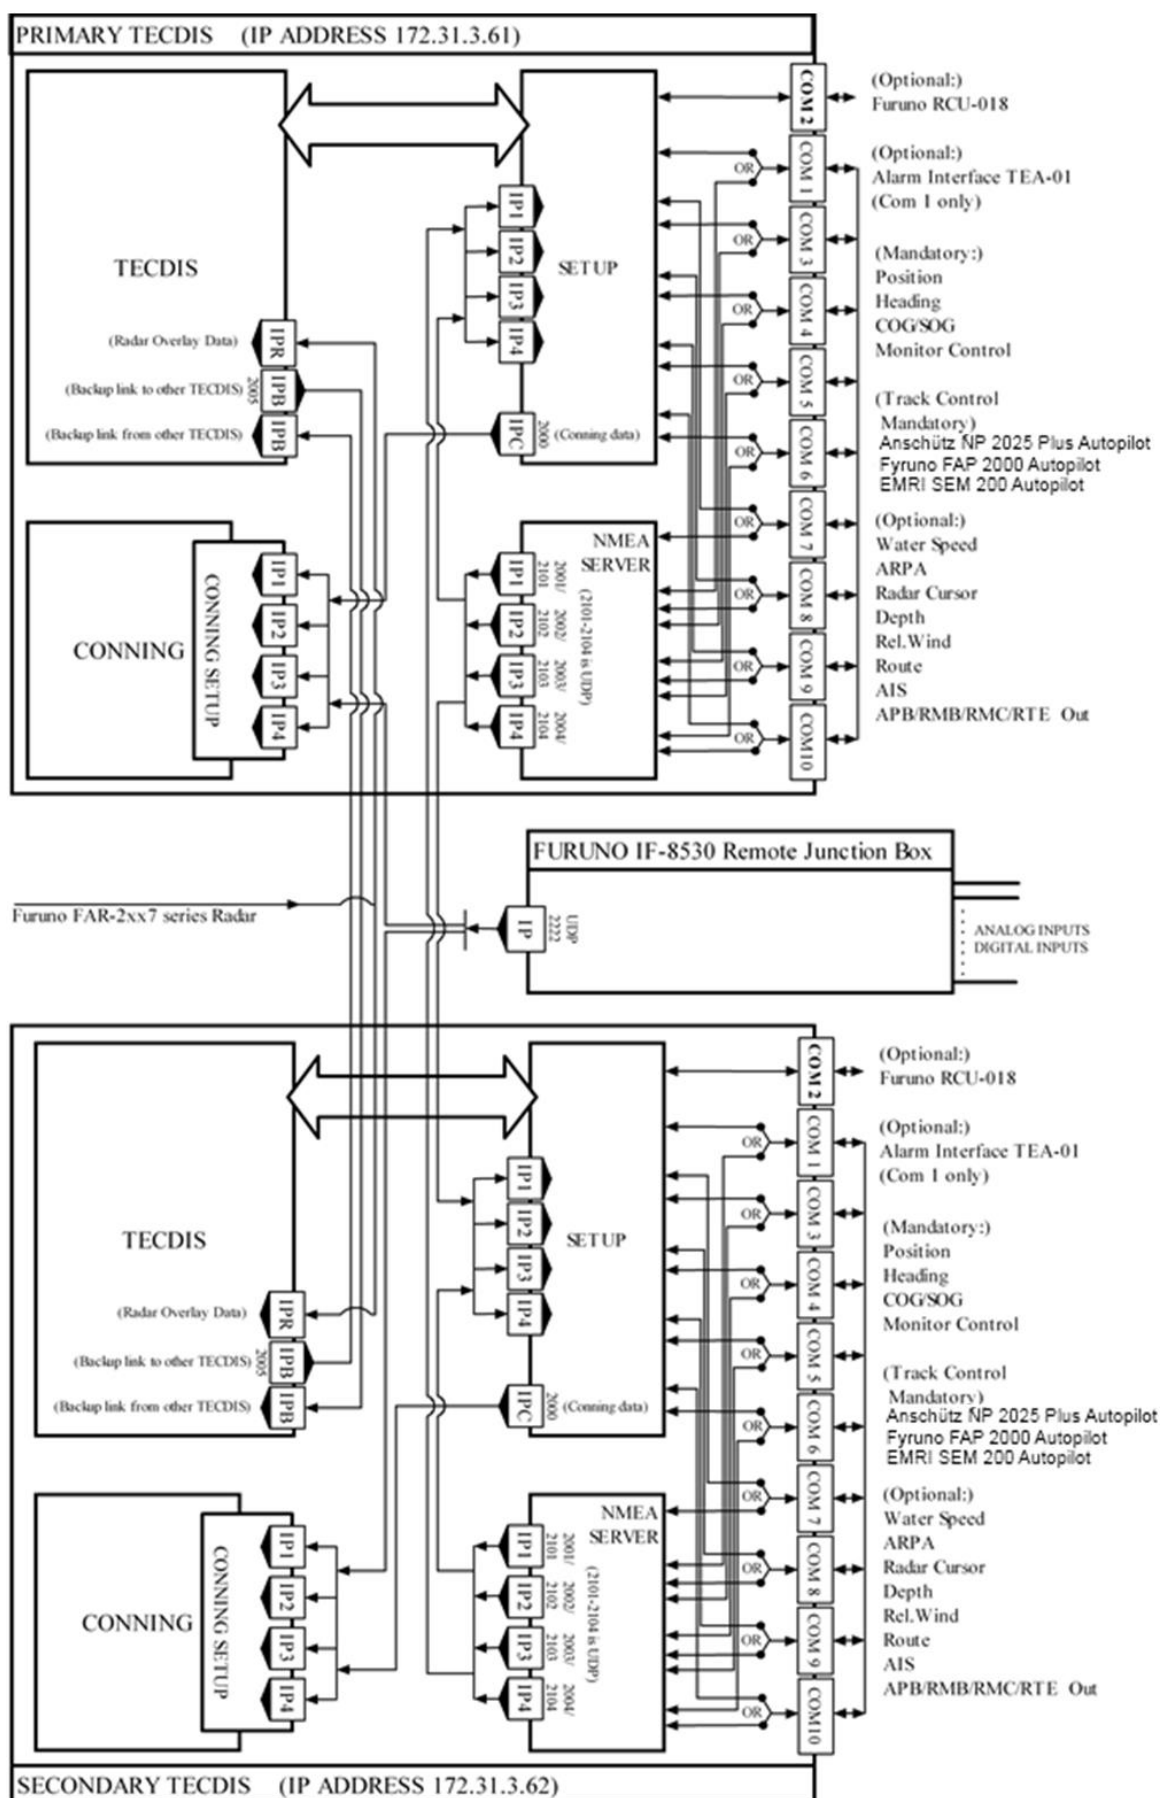 PRIMARY TECDIS (IP ADDRESS 172.31.3.61)
TECDIS
(Radar Overlay Data)
IPR
(Backup link to other TECDIS)
2005
IPB
(Backup link from other TECDIS)
IPB
IP1
IP2
IP3
IP4
SETUP
IPC
2000
(Conning data)
CONNING
CONNING SETUP
IP1
IP2
IP3
IP4
NMEA
SERVER
IP1
2001/
2101
IP2
2002/
2102
IP3
2003/
2103
IP4
2004/
2104
(2101-2104 is UDP)
COM 2
OR
COM 1
OR
COM 3
OR
COM 4
OR
COM 5
OR
COM 6
OR
COM 7
OR
COM 8
OR
COM 9
OR
COM10
(Optional:)
Furuno RCU-018
(Optional:)
Alarm Interface TEA-01
(Com 1 only)
(Mandatory:)
Position
Heading
COG/SOG
Monitor Control
(Track Control
Mandatory)
Anschütz NP 2025 Plus Autopilot
Fyruno FAP 2000 Autopilot
EMRI SEM 200 Autopilot
(Optional:)
Water Speed
ARPA
Radar Cursor
Depth
Rel.Wind
Route
AIS
APB/RMB/RMC/RTE Out
FURUNO IF-8530 Remote Junction Box
Furuno FAR-2xx7 series Radar
IP
UDP
2222
ANALOG INPUTS
DIGITAL INPUTS
TECDIS
(Radar Overlay Data)
IPR
(Backup link to other TECDIS)
2005
IPB
(Backup link from other TECDIS)
IPB
IP1
IP2
IP3
IP4
SETUP
IPC
2000
(Conning data)
CONNING
CONNING SETUP
IP1
IP2
IP3
IP4
NMEA
SERVER
IP1
2001/
2101
IP2
2002/
2102
IP3
2003/
2103
IP4
2004/
2104
(2101-2104 is UDP)
COM 2
OR
COM 1
OR
COM 3
OR
COM 4
OR
COM 5
OR
COM 6
OR
COM 7
OR
COM 8
OR
COM 9
OR
COM10
(Optional:)
Furuno RCU-018
(Optional:)
Alarm Interface TEA-01
(Com 1 only)
(Mandatory:)
Position
Heading
COG/SOG
Monitor Control
(Track Control
Mandatory)
Anschütz NP 2025 Plus Autopilot
Fyruno FAP 2000 Autopilot
EMRI SEM 200 Autopilot
(Optional:)
Water Speed
ARPA
Radar Cursor
Depth
Rel.Wind
Route
AIS
APB/RMB/RMC/RTE Out
SECONDARY TECDIS (IP ADDRESS 172.31.3.62)